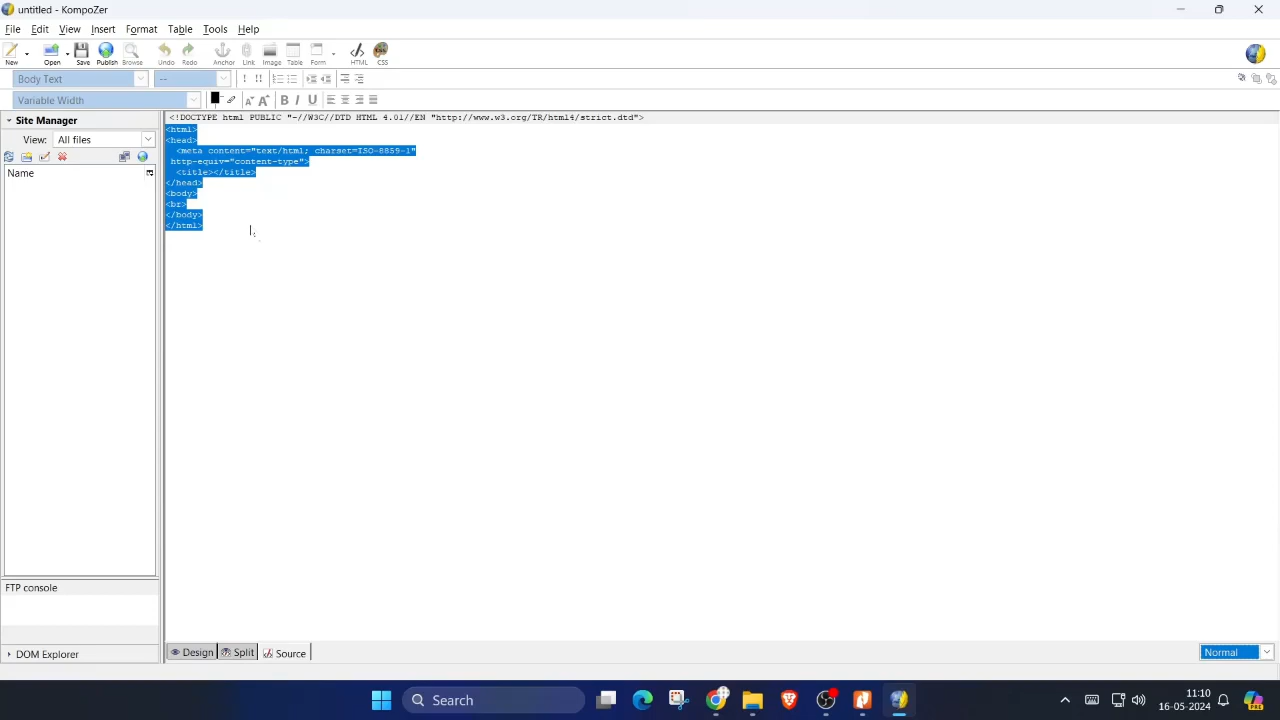 untitled - KompoZer
File Edit View Insert Format Table Tools Help
New Open Save Publish Browse Undo Redo Anchor Link Image Table Form HTML CSS
Body Text --
Variable Width B I U
Site Manager
View: All files
Name
FTP console
DOM Explorer
<!DOCTYPE html PUBLIC "-//W3C//DTD HTML 4.01//EN "http://www.w3.org/TR/html4/strict.dtd">
<html>
<head>
<meta content="text/html; charset=ISO-8859-1"
http-equiv="content-type">
<title></title>
</head>
<body>
<br>
</body>
</html>
Design Split Source
Normal
Search
11:10
16-05-2024